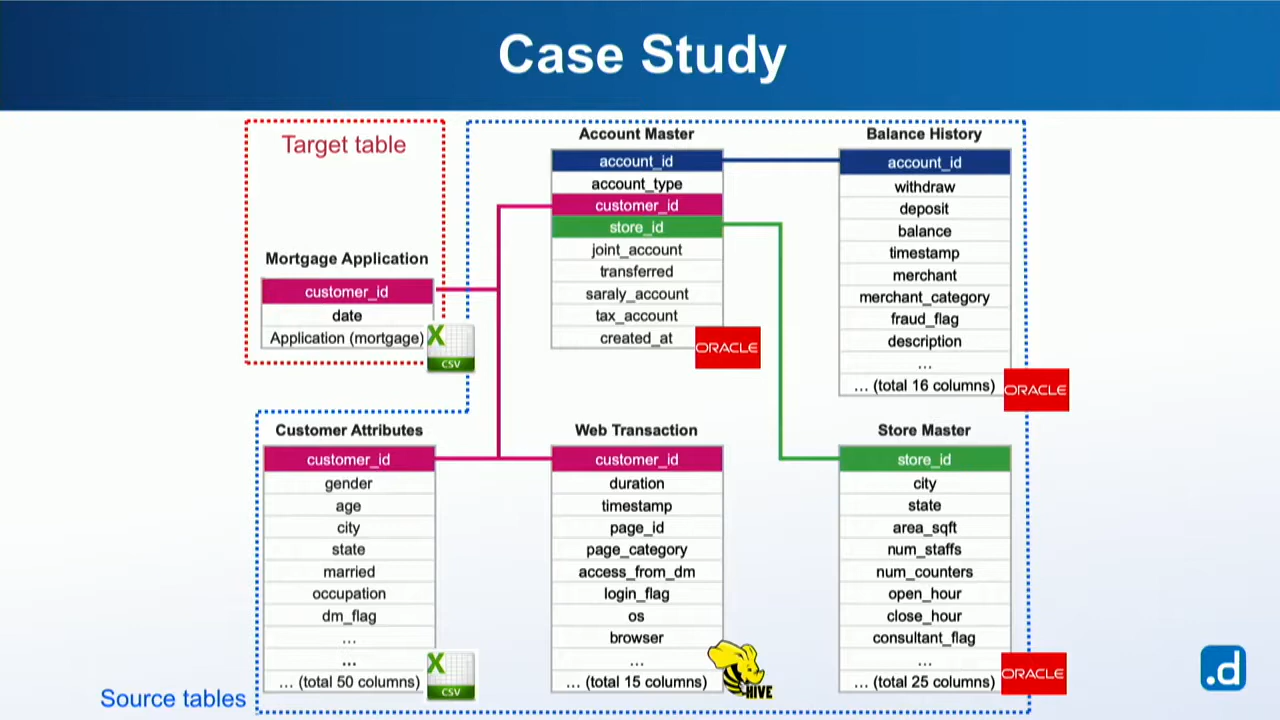 Case Study
Target table
Mortgage Application
customer_id
date
Application (mortgage)
CSV
Account Master
account_id
account_type
customer_id
store_id
joint_account
transferred
saraly_account
tax_account
created_at
ORACLE
Balance History
account_id
withdraw
deposit
balance
timestamp
merchant
merchant_category
fraud_flag
description
...
... (total 16 columns)
ORACLE
Customer Attributes
customer_id
gender
age
city
state
married
occupation
dm_flag
...
...
... (total 50 columns)
CSV
Web Transaction
customer_id
duration
timestamp
page_id
page_category
access_from_dm
login_flag
os
browser
...
... (total 15 columns)
HIVE
Store Master
store_id
city
state
area_sqft
num_staffs
num_counters
open_hour
close_hour
consultant_flag
...
... (total 25 columns)
ORACLE
Source tables
.d